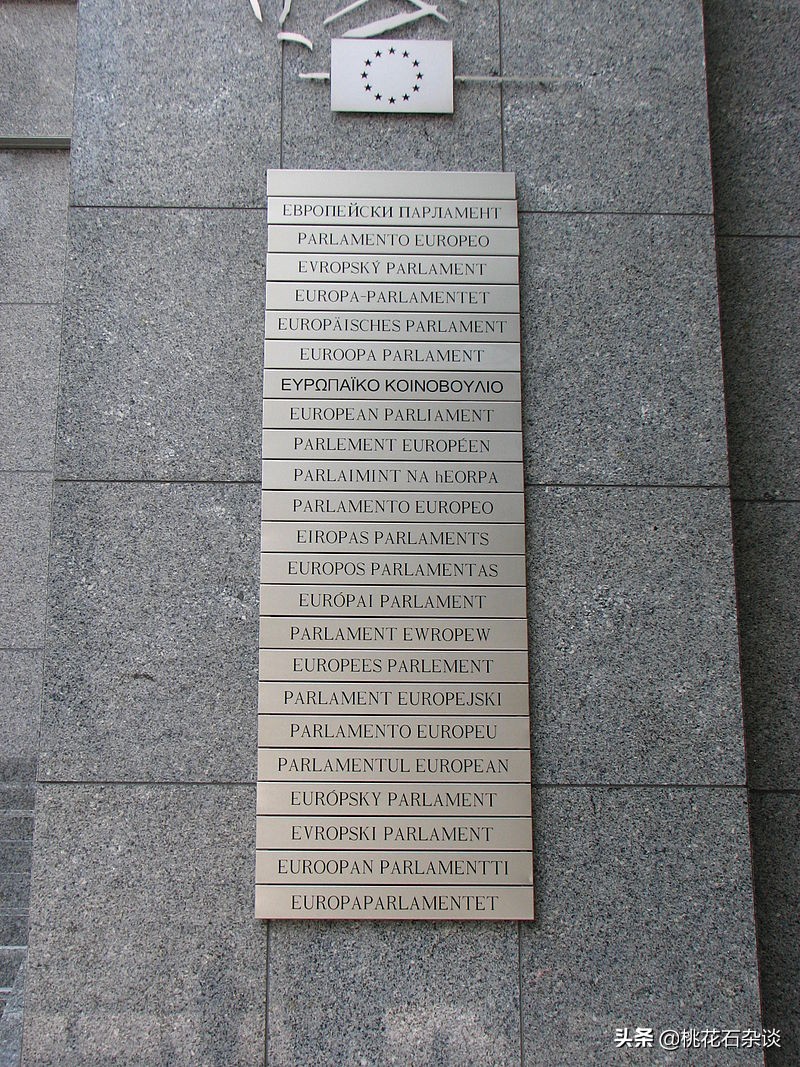 ЕВРОПЕЙСКИ ПАРЛАМЕНТ
PARLAMENTO EUROPEO
EVROPSKÝ PARLAMENT
EUROPA-PARLAMENTET
EUROPÄISCHES PARLAMENT
EUROOPA PARLAMENT
ΕΥΡΩΠΑΪΚΟ ΚΟΙΝΟΒΟΥΛΙΟ
EUROPEAN PARLIAMENT
PARLEMENT EUROPÉEN
PARLAIMINT NA hEORPA
PARLAMENTO EUROPEO
EIROPAS PARLAMENTS
EUROPOS PARLAMENTAS
EURÓPAI PARLAMENT
PARLAMENT EWROPEW
EUROPEES PARLEMENT
PARLAMENT EUROPEJSKI
PARLAMENTO EUROPEU
PARLAMENTUL EUROPEAN
EURÓPSKY PARLAMENT
EVROPSKI PARLAMENT
EUROOPAN PARLAMENTTI
EUROPAPARLAMENTET
头条 @桃花石杂谈